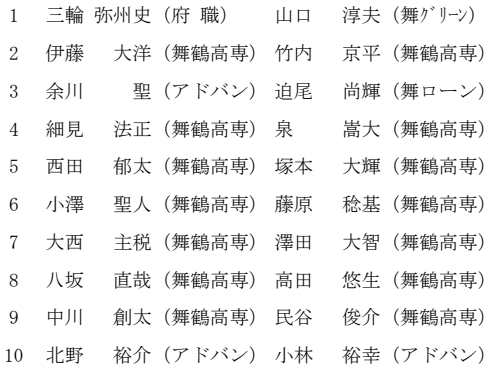 1 三輪 弥州史 (府 職) 山口 淳夫 (舞ｸﾞﾘｰﾝ)
2 伊藤 大洋 (舞鶴高専) 竹内 京平 (舞鶴高専)
3 余川 聖 (アドバン) 迫尾 尚輝 (舞ローン)
4 細見 法正 (舞鶴高専) 泉 嵩大 (舞鶴高専)
5 西田 郁太 (舞鶴高専) 塚本 大輝 (舞鶴高専)
6 小澤 聖人 (舞鶴高専) 藤原 稔基 (舞鶴高専)
7 大西 主税 (舞鶴高専) 澤田 大智 (舞鶴高専)
8 八坂 直哉 (舞鶴高専) 高田 悠生 (舞鶴高専)
9 中川 創太 (舞鶴高専) 民谷 俊介 (舞鶴高専)
10 北野 裕介 (アドバン) 小林 裕幸 (アドバン)